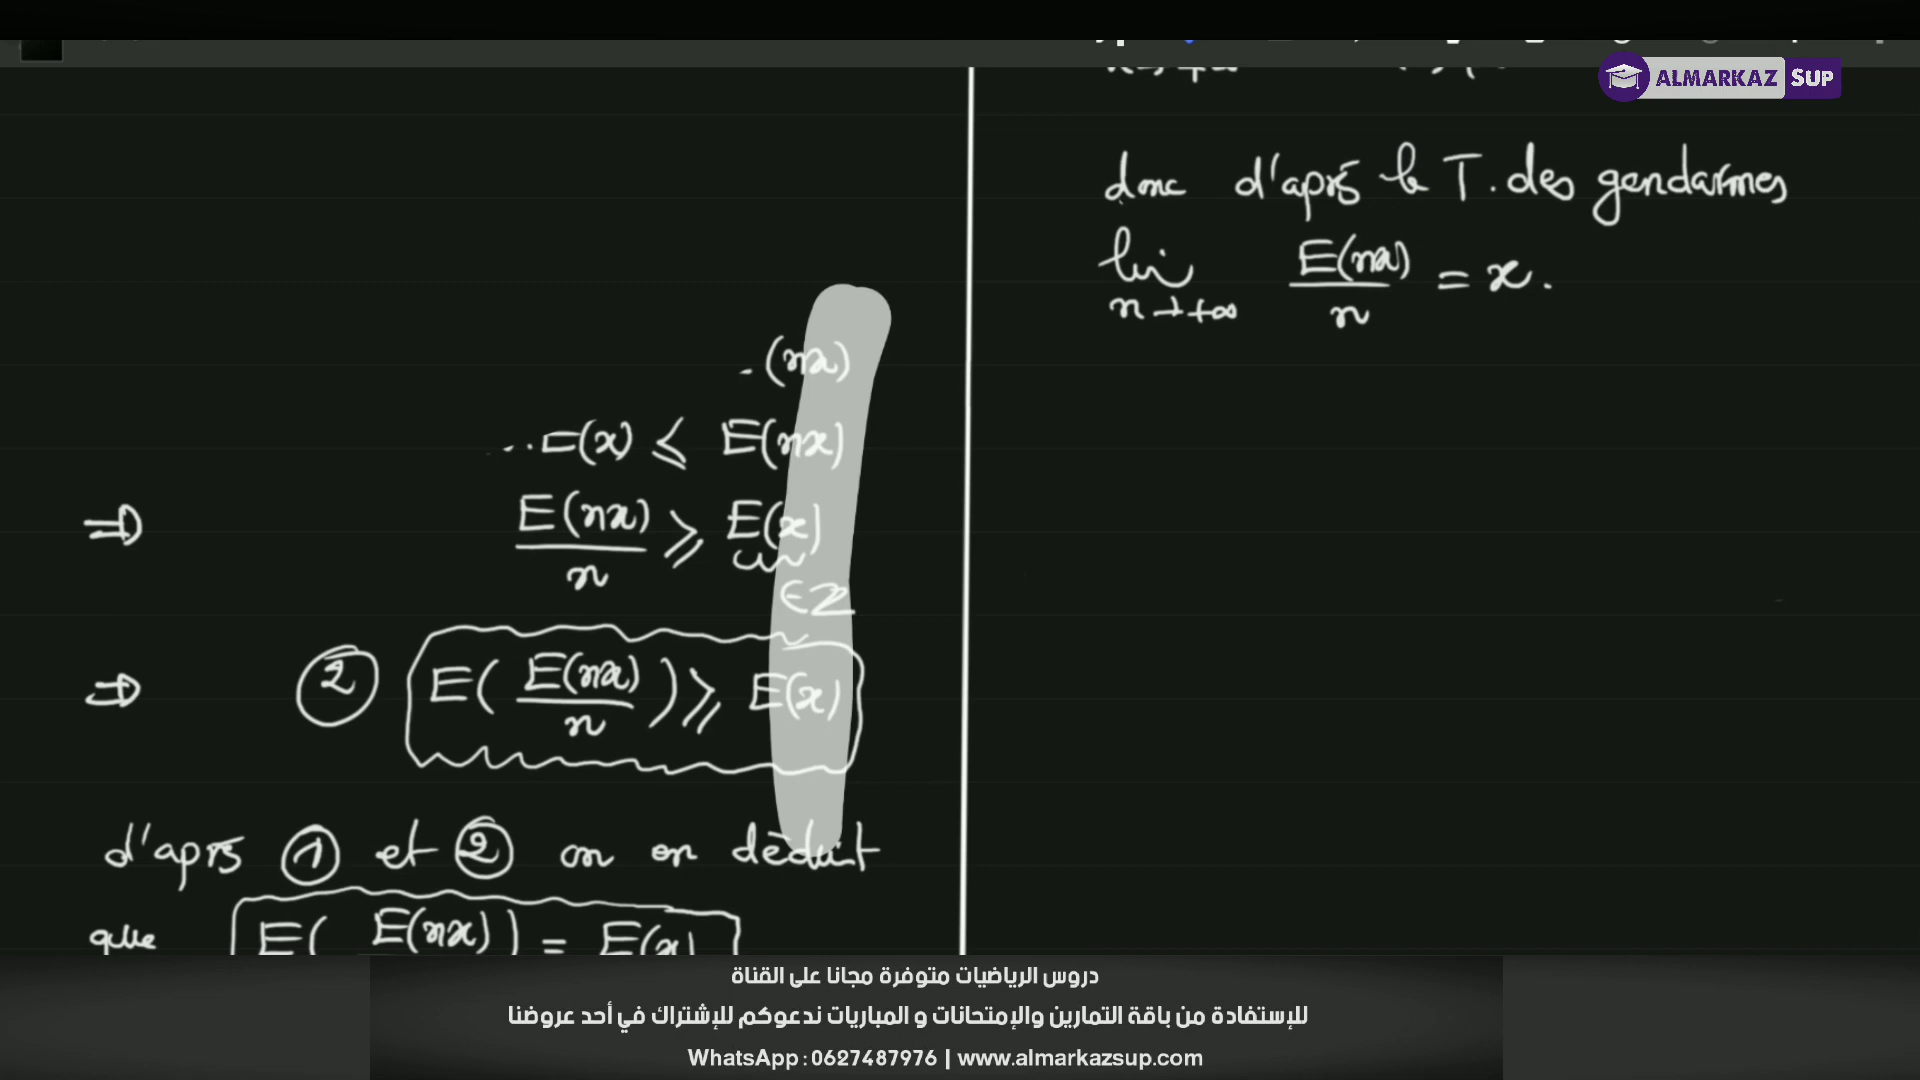 (nx)
E(x) ⩽ E(nx)
⇒ E(nx)/n ⩾ E(x)
∈ Z
⇒ ② E( E(nx)/n ) ⩾ E(x)
d'après ① et ② on en déduit
que E( E(nx) ) = E(x)
ALMARKAZ SUP
donc d'après le T. des gendarmes
lim n→+∞ E(nx)/n = x.
دروس الرياضيات متوفرة مجانا على القناة
للإستفادة من باقة التمارين والإمتحانات و المباريات ندعوكم للإشتراك في أحد عروضنا
WhatsApp : 0627487976 | www.almarkazsup.com